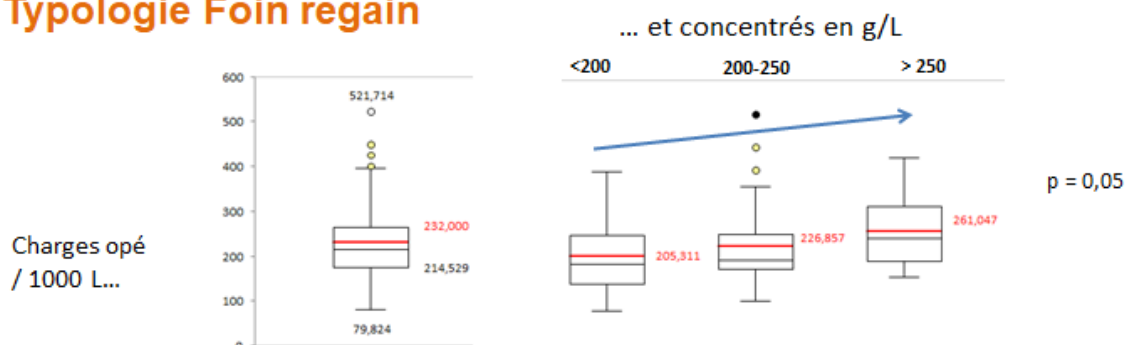 Typologie Foin regain
... et concentrés en g/L
<200 200-250 > 250
600
521,714
500
400
300
232,000
261,047
226,857
205,311
200
214,529
100
79,824
p = 0,05
Charges opé
/ 1000 L...